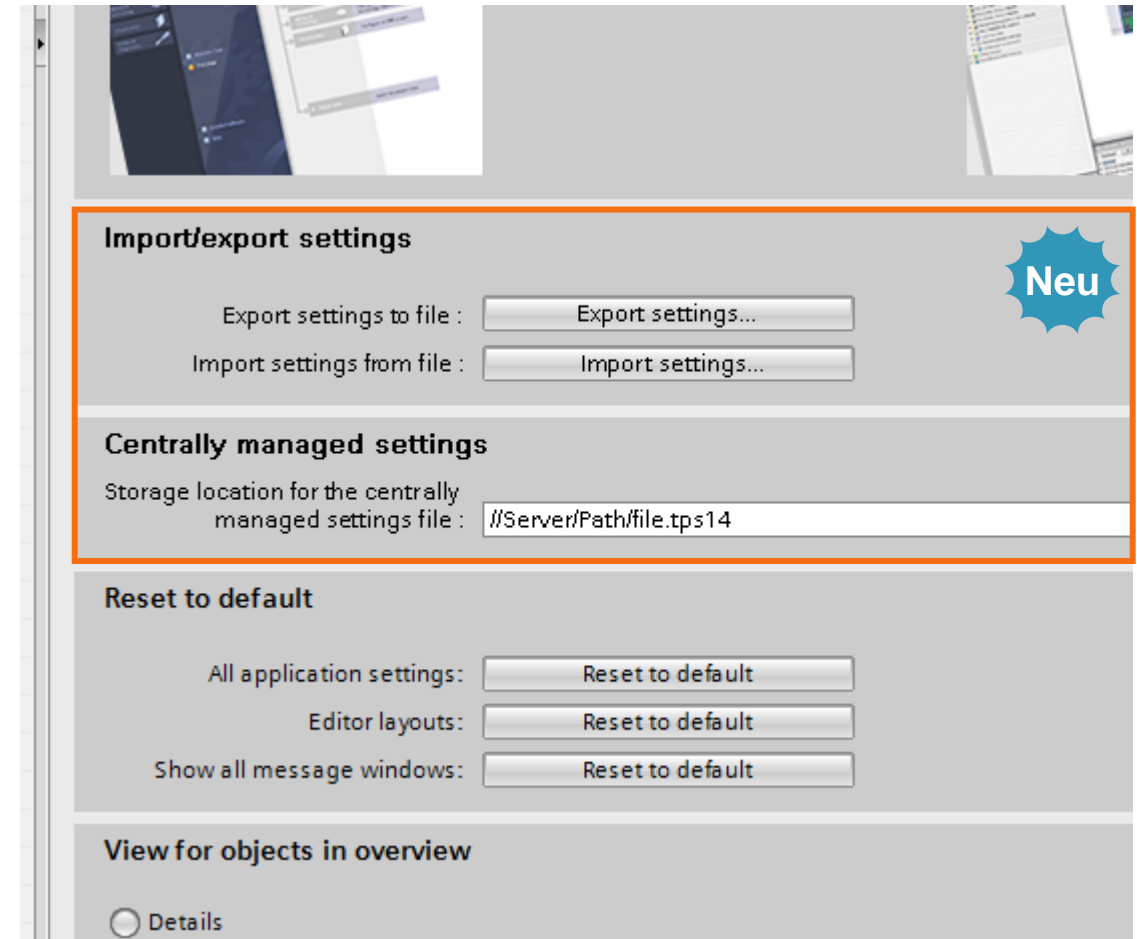 Import/export settings
Neu
Export settings to file :
Export settings...
Import settings from file :
Import settings...
Centrally managed settings
Storage location for the centrally
managed settings file :
//Server/Path/file.tps14
Reset to default
All application settings:
Reset to default
Editor layouts:
Reset to default
Show all message windows:
Reset to default
View for objects in overview
Details